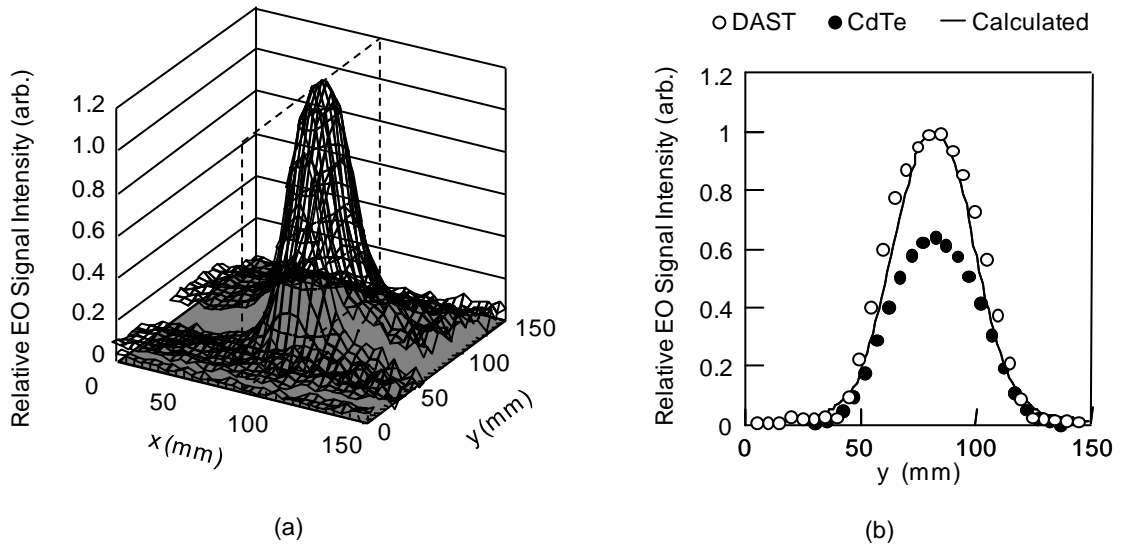 Relative EO Signal Intensity (arb.)
1.2
1.0
0.8
0.6
0.4
0.2
0
0
50
100
150
x (mm)
0
50
100
150
y (mm)
(a)
DAST CdTe Calculated
Relative EO Signal Intensity (arb.)
1.2
1
0.8
0.6
0.4
0.2
0
0 50 100 150
y (mm)
(b)